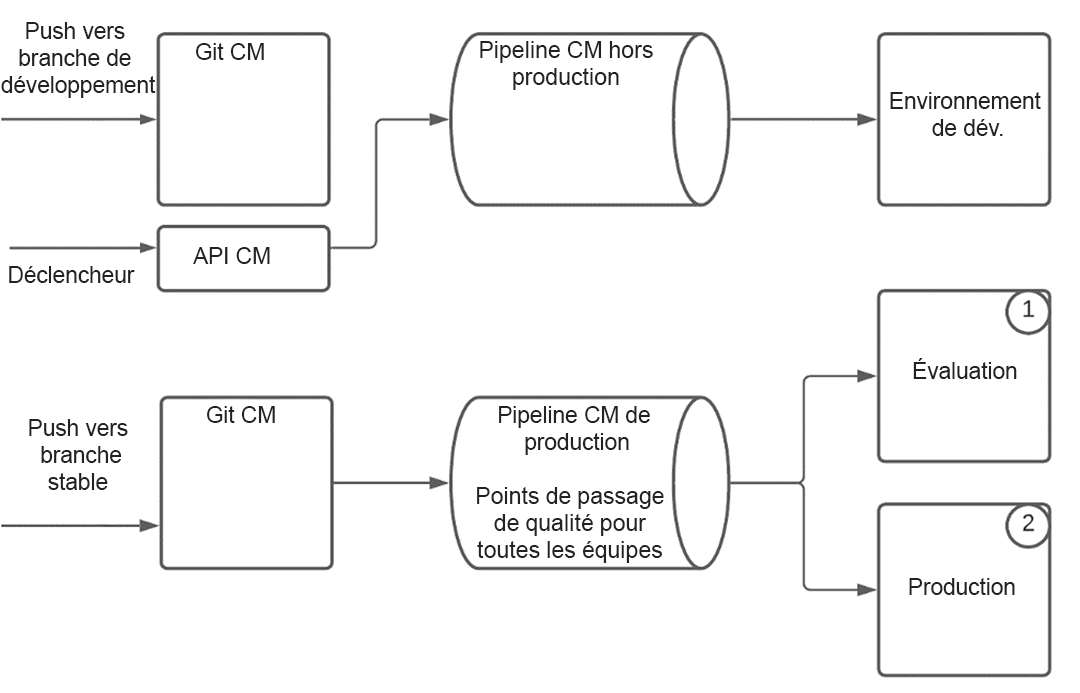 Push vers
branche de
développement
Git CM
Pipeline CM hors
production
Environnement
de dév.
Déclencheur
API CM
Push vers
branche
stable
Git CM
Pipeline CM de
production
Points de passage
de qualité pour
toutes les équipes
1
Évaluation
2
Production